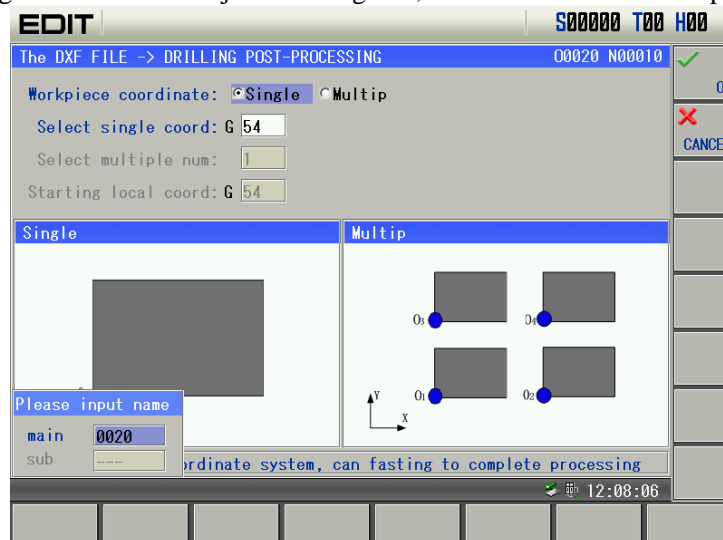 EDIT S00000 T00 H00
The DXF FILE -> DRILLING POST-PROCESSING O0020 N00010
Workpiece coordinate: Single Multip
Select single coord: G 54
Select multiple num: 1
Starting local coord: G 54
CANCE
Single Multip
O3 O4
O1 O2
Y
X
Please input name
main 0020
sub ---
rdinate system, can fasting to complete processing
12:08:06